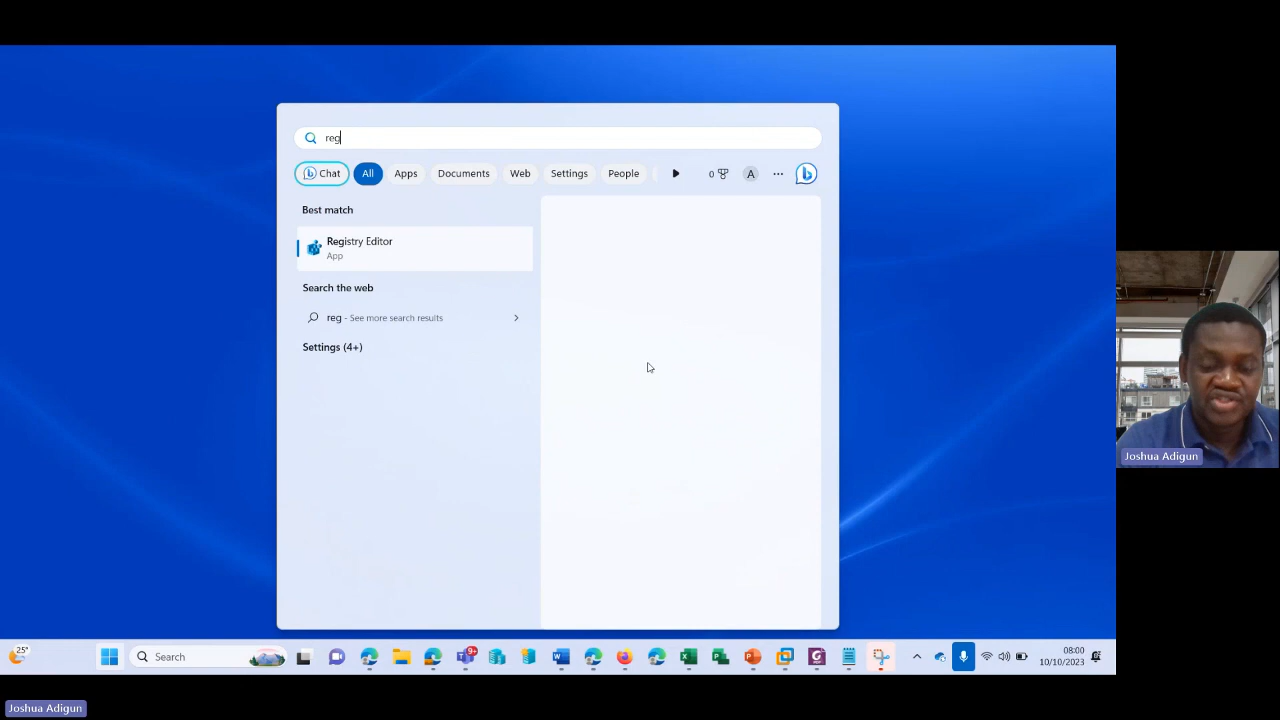 reg
Chat
All
Apps
Documents
Web
Settings
People
0
A
Best match
Registry Editor
App
Search the web
reg - See more search results
Settings (4+)
Joshua Adigun
25°
Search
9+
08:00
10/10/2023
Joshua Adigun